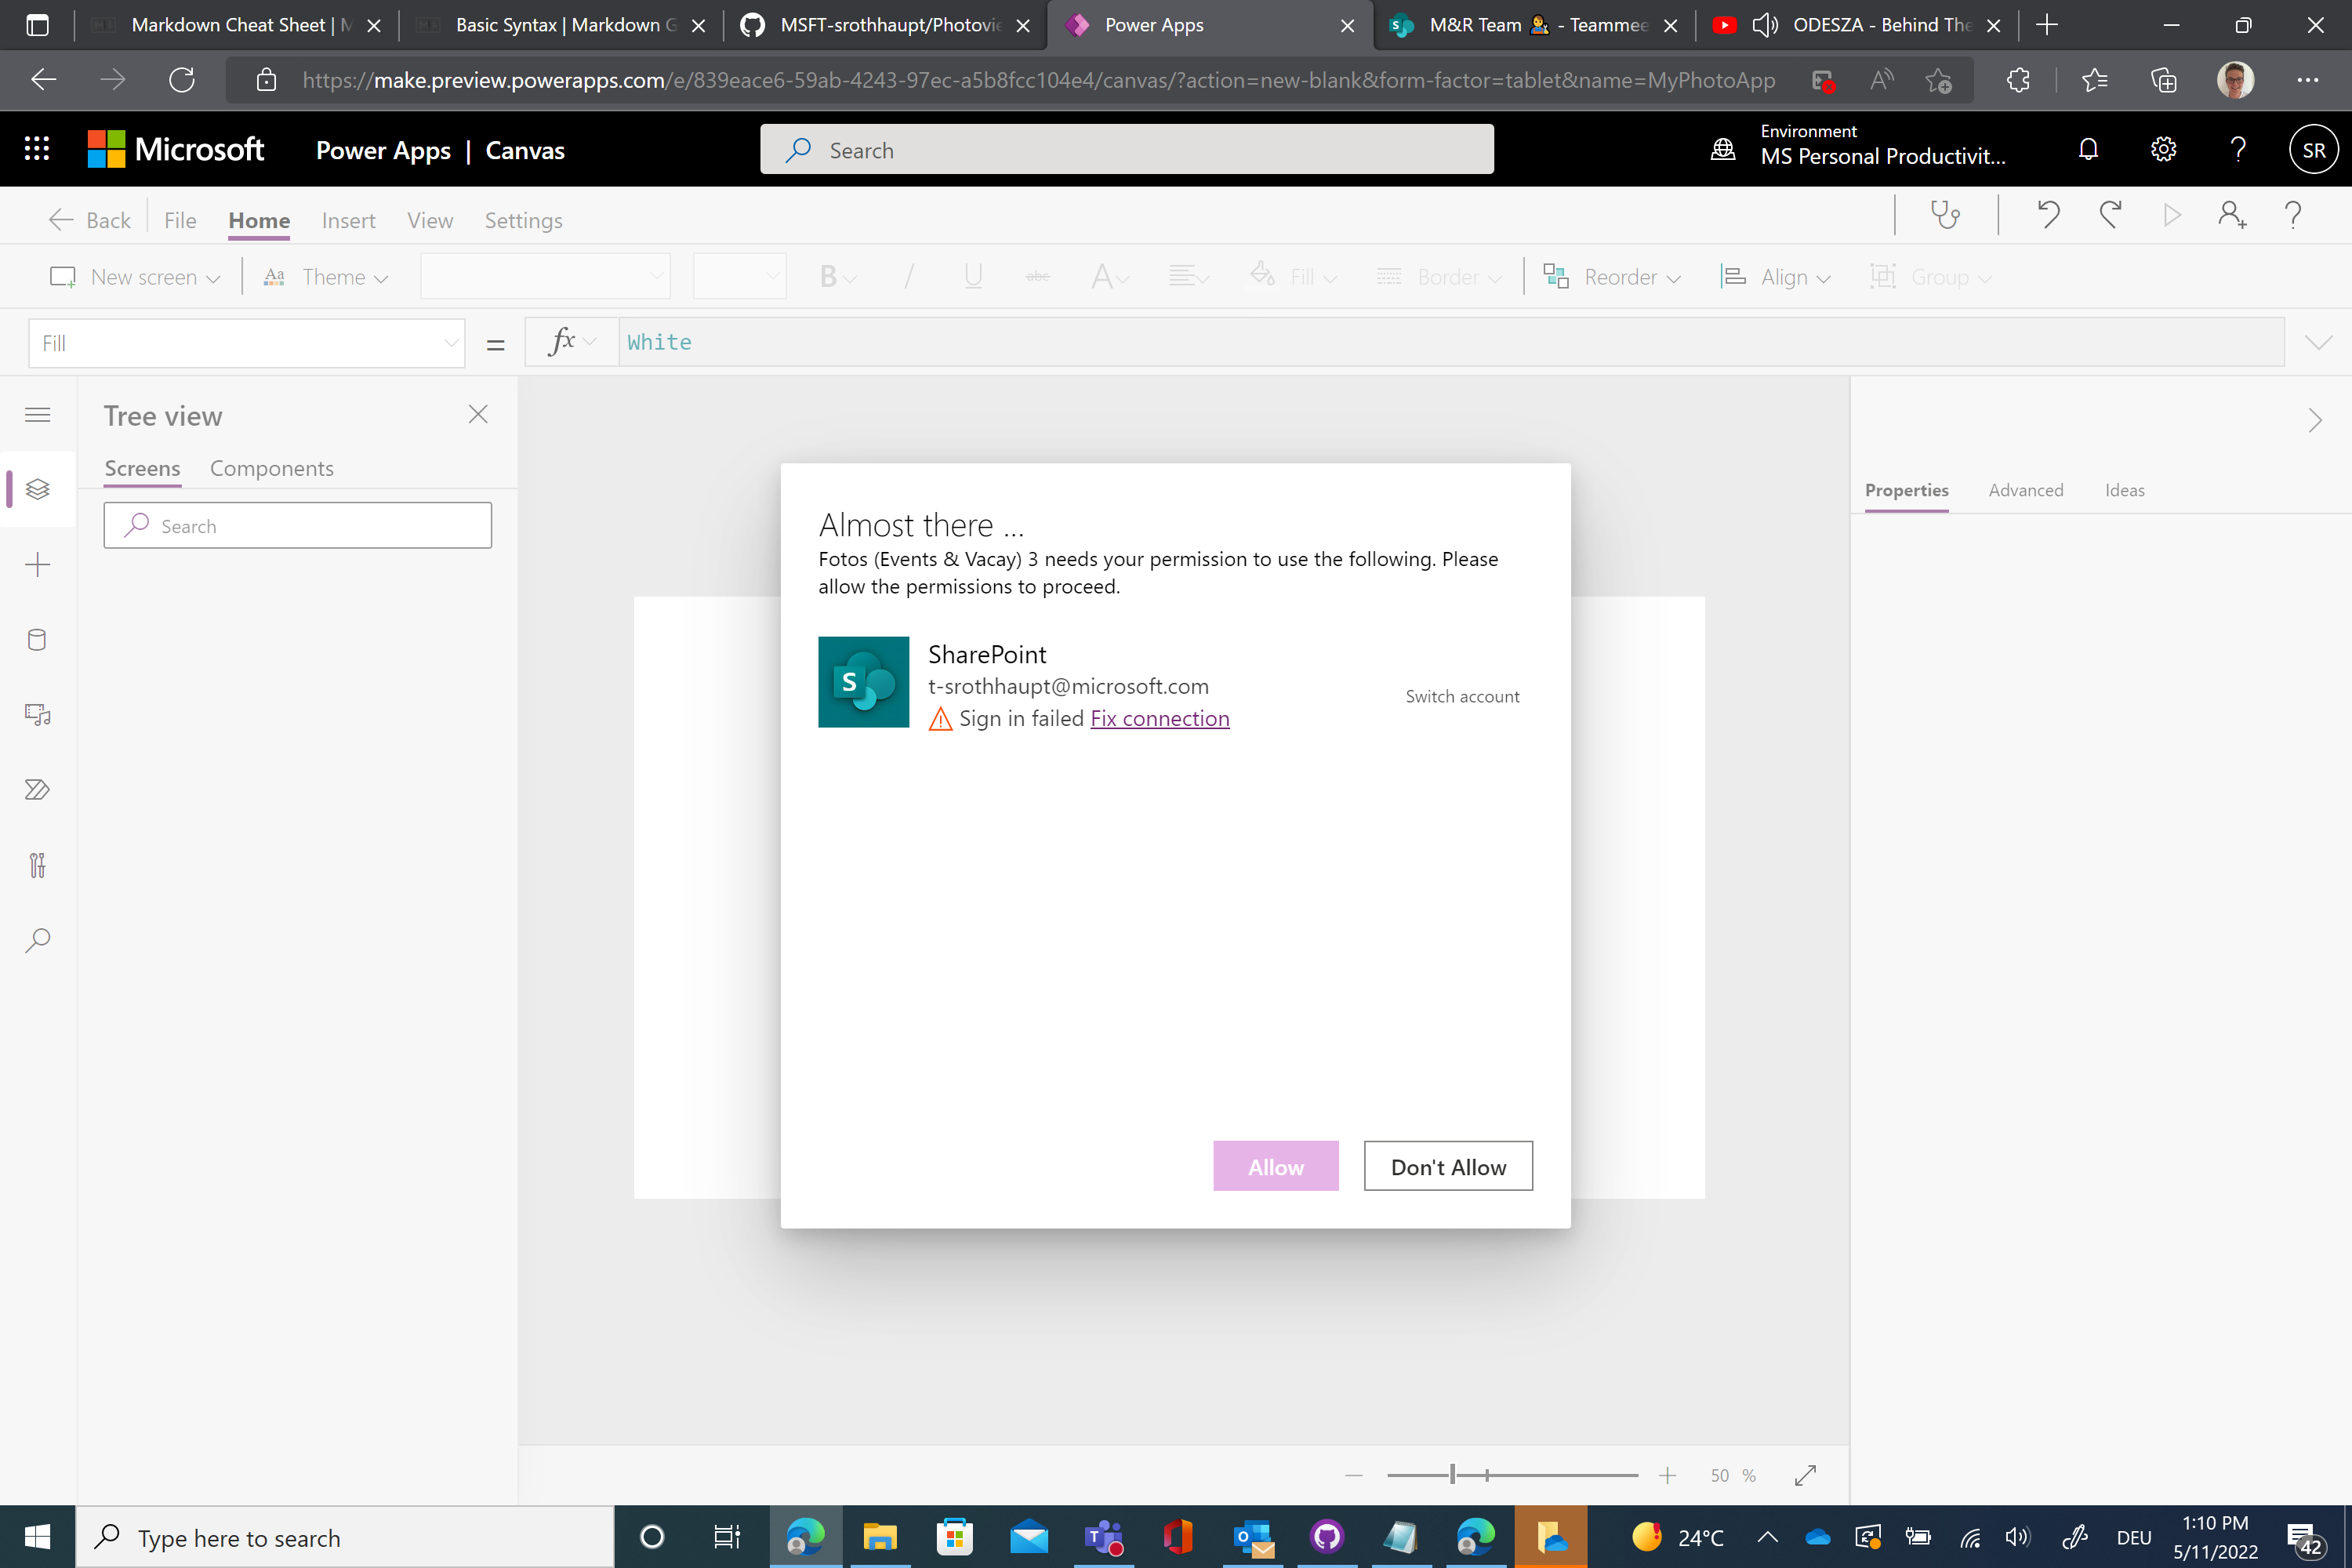 Markdown Cheat Sheet | M
Basic Syntax | Markdown G
MSFT-srothhaupt/Photovie
Power Apps
M&R Team 👩‍💼 - Teammee
ODESZA - Behind The
https://make.preview.powerapps.com/e/839eace6-59ab-4243-97ec-a5b8fcc104e4/canvas/?action=new-blank&form-factor=tablet&name=MyPhotoApp
Microsoft
Power Apps | Canvas
Search
Environment
MS Personal Productivit...
SR
Back
File
Home
Insert
View
Settings
New screen
Theme
B
/
U
abc
A
Fill
Border
Reorder
Align
Group
Fill
=
fx
White
Tree view
Screens
Components
Search
Properties
Advanced
Ideas
Almost there ...
Fotos (Events & Vacay) 3 needs your permission to use the following. Please
allow the permissions to proceed.
SharePoint
t-srothhaupt@microsoft.com
Switch account
Sign in failed Fix connection
Allow
Don't Allow
50 %
Type here to search
24°C
DEU
1:10 PM
5/11/2022
42